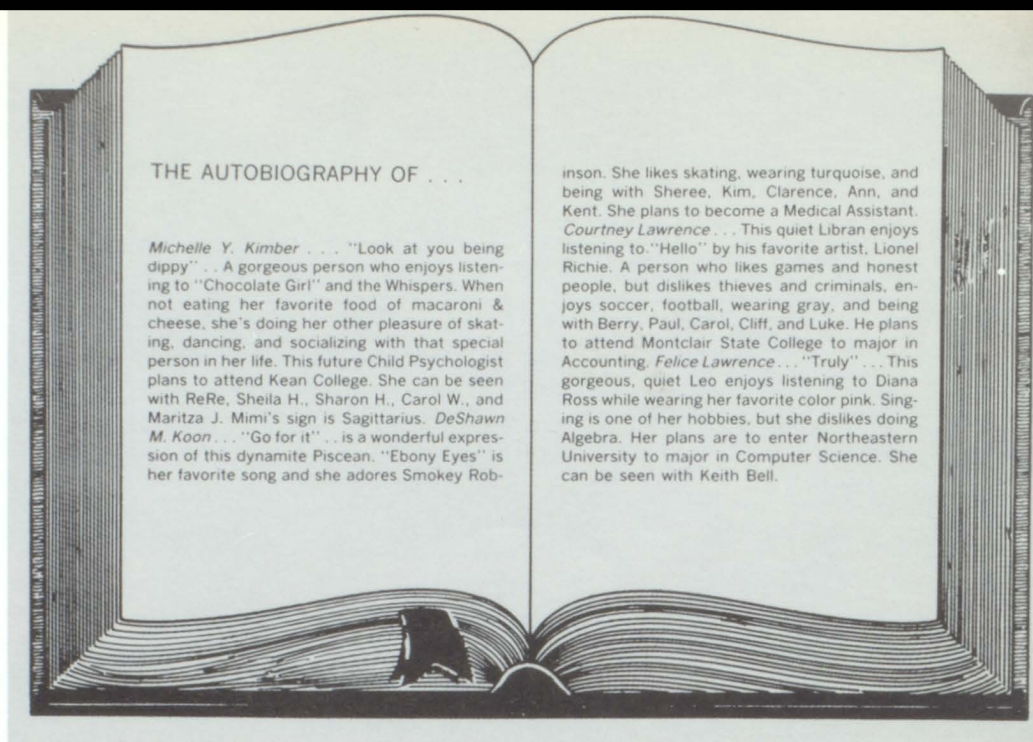 THE AUTOBIOGRAPHY OF . . .
Michelle Y. Kimber . . . "Look at you being
dippy" . . A gorgeous person who enjoys listen-
ing to "Chocolate Girl" and the Whispers. When
not eating her favorite food of macaroni &
cheese, she's doing her other pleasure of skat-
ing, dancing, and socializing with that special
person in her life. This future Child Psychologist
plans to attend Kean College. She can be seen
with ReRe, Sheila H., Sharon H., Carol W., and
Maritza J. Mimi's sign is Sagittarius. DeShawn
M. Koon . . . "Go for it" . . is a wonderful expres-
sion of this dynamite Piscean. "Ebony Eyes" is
her favorite song and she adores Smokey Rob-
inson. She likes skating, wearing turquoise, and
being with Sheree, Kim, Clarence, Ann, and
Kent. She plans to become a Medical Assistant.
Courtney Lawrence . . . This quiet Libran enjoys
listening to "Hello" by his favorite artist, Lionel
Richie. A person who likes games and honest
people, but dislikes thieves and criminals, en-
joys soccer, football, wearing gray, and being
with Berry, Paul, Carol, Cliff, and Luke. He plans
to attend Montclair State College to major in
Accounting. Felice Lawrence . . . "Truly" . . . This
gorgeous, quiet Leo enjoys listening to Diana
Ross while wearing her favorite color pink. Sing-
ing is one of her hobbies, but she dislikes doing
Algebra. Her plans are to enter Northeastern
University to major in Computer Science. She
can be seen with Keith Bell.